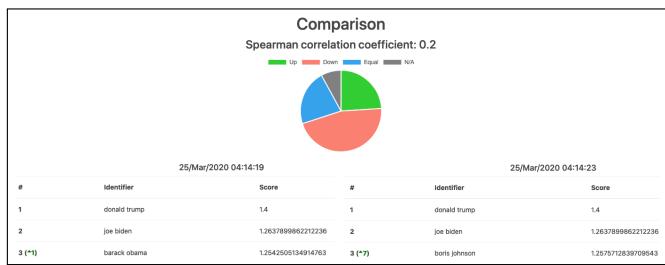 Comparison
Spearman correlation coefficient: 0.2
Up Down Equal N/A
25/Mar/2020 04:14:19 25/Mar/2020 04:14:23
# Identifier Score # Identifier Score
1 donald trump 1.4 1 donald trump 1.4
2 joe biden 1.2637899862212236 2 joe biden 1.2637899862212236
3 (^1) barack obama 1.2542505134914763 3 (^7) boris johnson 1.2575712839709543